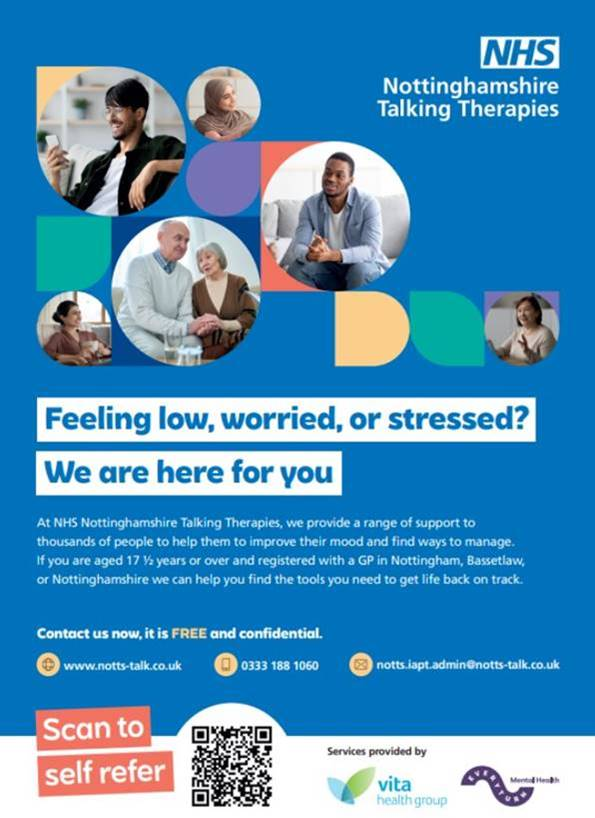 NHS
Nottinghamshire
Talking Therapies
Feeling low, worried, or stressed?
We are here for you
At NHS Nottinghamshire Talking Therapies, we provide a range of support to
thousands of people to help them to improve their mood and find ways to manage.
If you are aged 17 ½ years or over and registered with a GP in Nottingham, Bassetlaw,
or Nottinghamshire we can help you find the tools you need to get life back on track.
Contact us now, it is FREE and confidential.
www.notts-talk.co.uk 0333 188 1060 notts.iapt.admin@notts-talk.co.uk
Scan to
self refer
Services provided by
vita
health group
EVERYTURN Mental Health